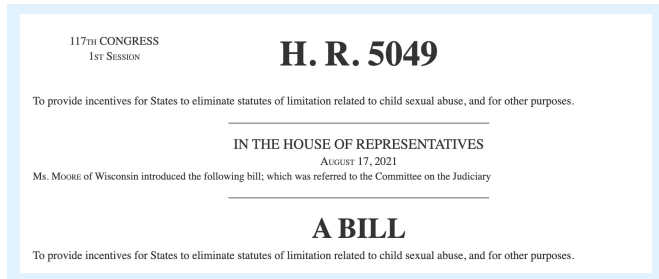 117TH CONGRESS
1ST SESSION
H. R. 5049
To provide incentives for States to eliminate statutes of limitation related to child sexual abuse, and for other purposes.
IN THE HOUSE OF REPRESENTATIVES
AUGUST 17, 2021
Ms. MOORE of Wisconsin introduced the following bill; which was referred to the Committee on the Judiciary
A BILL
To provide incentives for States to eliminate statutes of limitation related to child sexual abuse, and for other purposes.